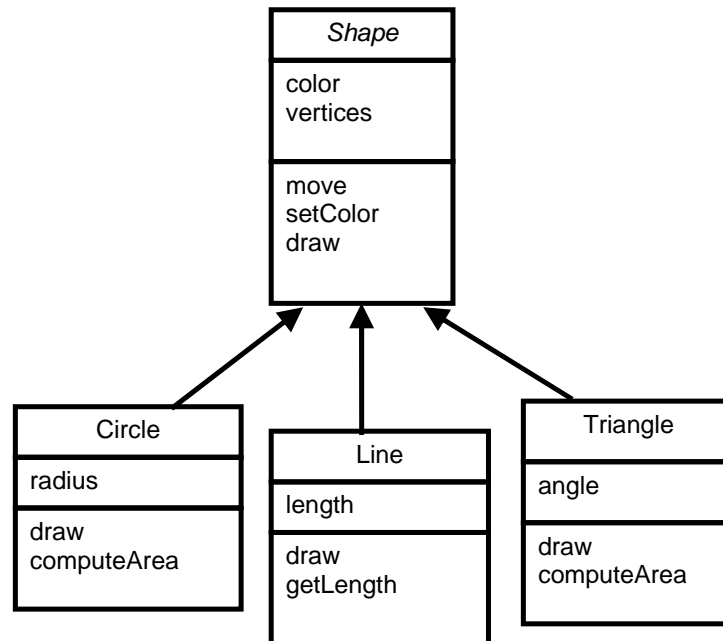 Shape
color
vertices
move
setColor
draw
Circle
radius
draw
computeArea
Line
length
draw
getLength
Triangle
angle
draw
computeArea